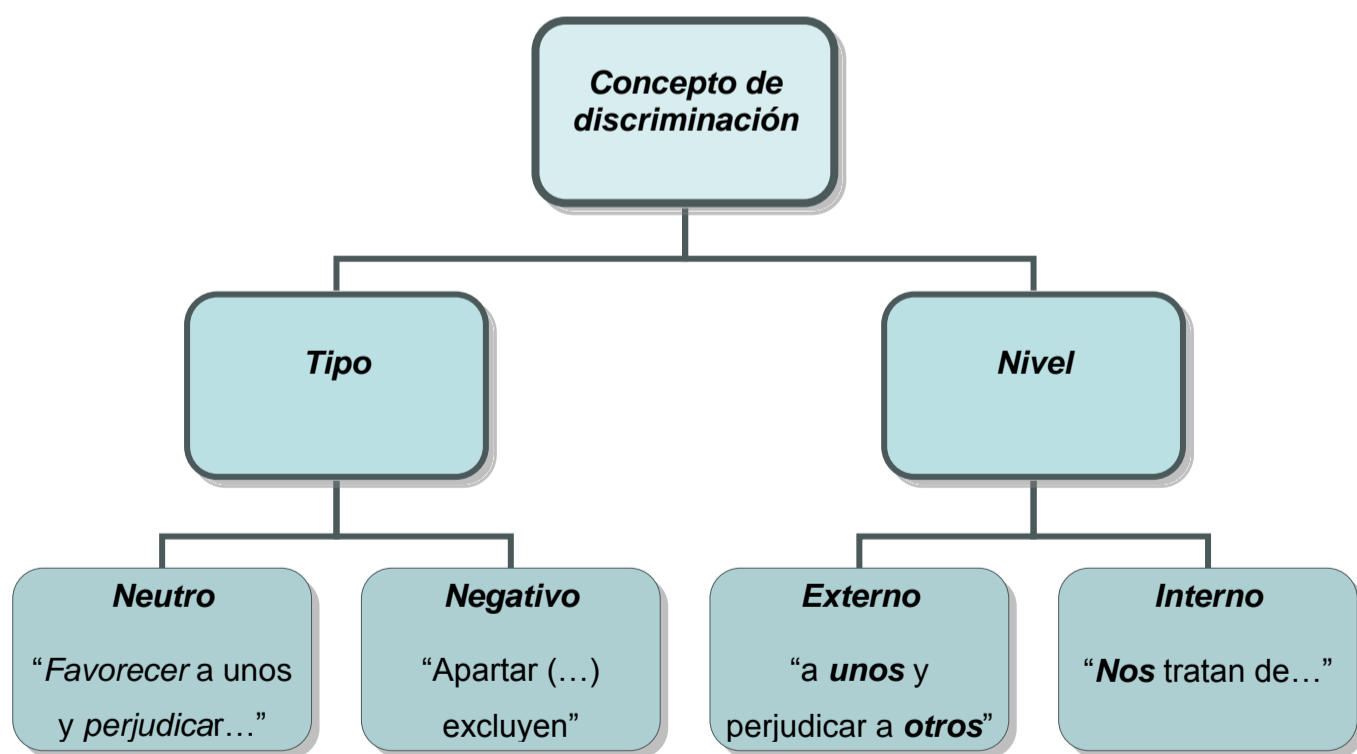 Concepto de
discriminación
Tipo
Nivel
Neutro
“Favorecer a unos
y perjudicar…”
Negativo
“Apartar (…)
excluyen”
Externo
“a unos y
perjudicar a otros”
Interno
“Nos tratan de…”